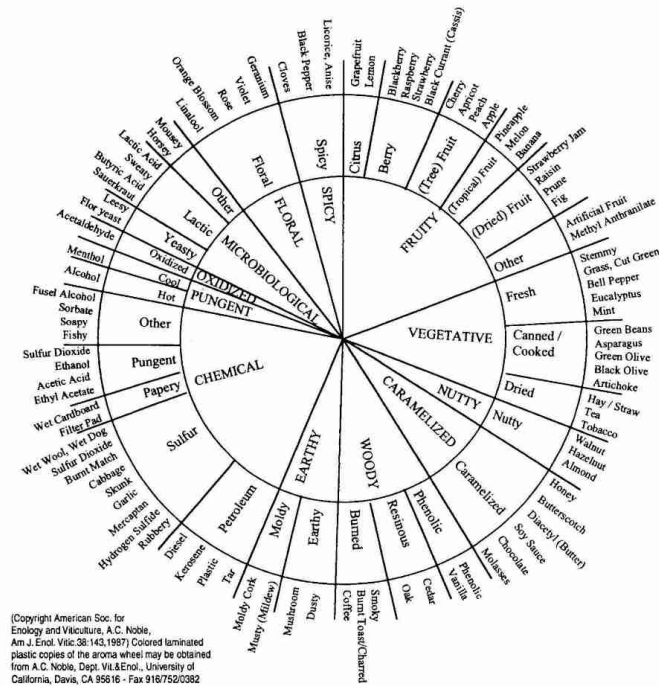 SPICY
FRUITY
VEGETATIVE
NUTTY
CARAMELIZED
WOODY
EARTHY
CHEMICAL
PUNGENT
OXIDIZED
MICROBIOLOGICAL
FLORAL
Spicy
Citrus
Berry
(Tree) Fruit
(Tropical) Fruit
(Dried) Fruit
Other
Fresh
Canned /
Cooked
Dried
Nutty
Caramelized
Phenolic
Resinous
Burned
Earthy
Moldy
Petroleum
Sulfur
Papery
Pungent
Other
Hot
Cool
Oxidized
Yeasty
Lactic
Other
Floral
Licorice, Anise
Black Pepper
Cloves
Grapefruit
Lemon
Blackberry
Raspberry
Strawberry
Black Currant (Cassis)
Cherry
Apricot
Peach
Apple
Pineapple
Melon
Banana
Strawberry Jam
Raisin
Prune
Fig
Artificial Fruit
Methyl Anthranilate
Stemmy
Grass, Cut Green
Bell Pepper
Eucalyptus
Mint
Green Beans
Asparagus
Green Olive
Black Olive
Artichoke
Hay / Straw
Tea
Tobacco
Walnut
Hazelnut
Almond
Honey
Butterscotch
Diacetyl (Butter)
Soy Sauce
Chocolate
Molasses
Phenolic
Vanilla
Cedar
Oak
Smoky
Burnt Toast/Charred
Coffee
Dusty
Mushroom
Musty (Mildew)
Moldy Cork
Tar
Plastic
Kerosene
Diesel
Rubbery
Hydrogen Sulfide
Mercaptan
Garlic
Skunk
Cabbage
Burnt Match
Sulfur Dioxide
Wet Wool, Wet Dog
Filter Pad
Wet Cardboard
Ethyl Acetate
Acetic Acid
Ethanol
Sulfur Dioxide
Fishy
Soapy
Sorbate
Fusel Alcohol
Alcohol
Menthol
Acetaldehyde
Flor yeast
Leesy
Sauerkraut
Butyric Acid
Sweaty
Lactic Acid
Horsey
Mousey
Linalool
Orange Blossom
Rose
Violet
Geranium
(Copyright American Soc. for
Enology and Viticulture, A.C. Noble,
Am J. Enol. Vitic.38:143,1987) Colored laminated
plastic copies of the aroma wheel may be obtained
from A.C. Noble, Dept. Vit.&Enol., University of
California, Davis, CA 95616 - Fax 916/752/0382